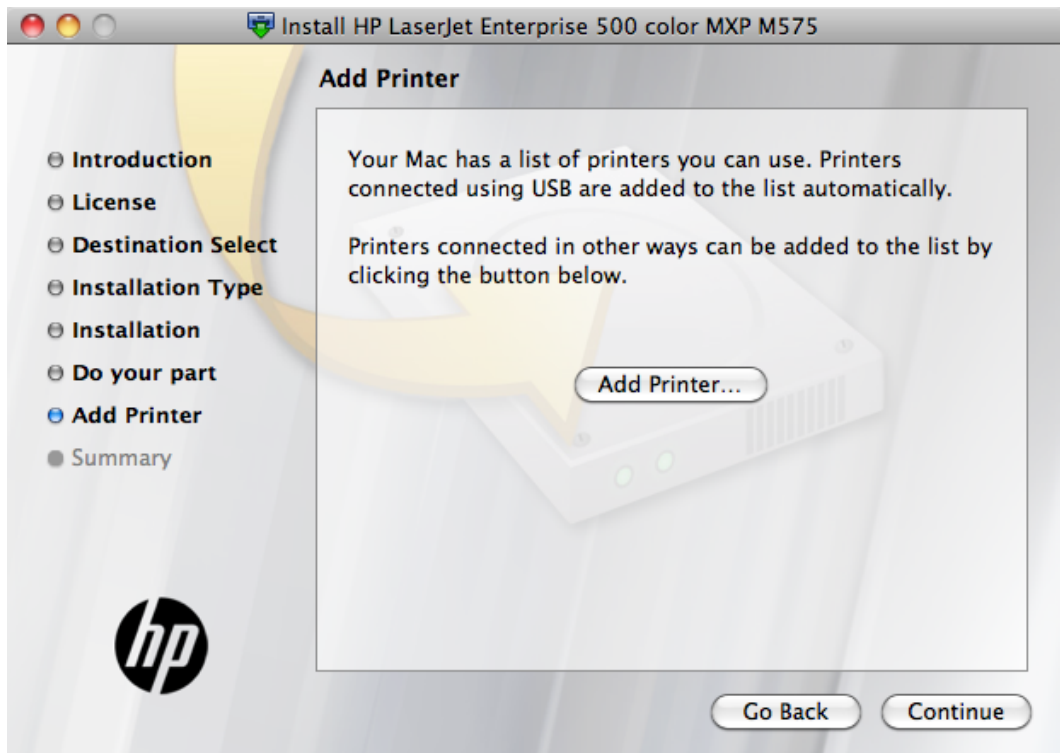 Install HP LaserJet Enterprise 500 color MXP M575
Add Printer
Introduction
License
Destination Select
Installation Type
Installation
Do your part
Add Printer
Summary
Your Mac has a list of printers you can use. Printers
connected using USB are added to the list automatically.
Printers connected in other ways can be added to the list by
clicking the button below.
Add Printer...
hp
Go Back
Continue